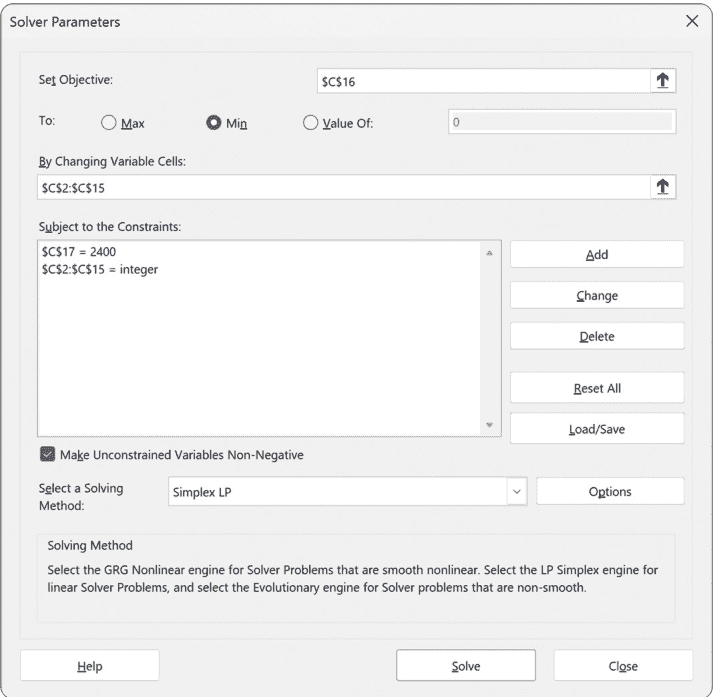 Solver Parameters
Set Objective:
$C$16
To:
Max
Min
Value Of:
0
By Changing Variable Cells:
$C$2:$C$15
Subject to the Constraints:
$C$17 = 2400
$C$2:$C$15 = integer
Add
Change
Delete
Reset All
Load/Save
Make Unconstrained Variables Non-Negative
Select a Solving
Method:
Simplex LP
Options
Solving Method
Select the GRG Nonlinear engine for Solver Problems that are smooth nonlinear. Select the LP Simplex engine for
linear Solver Problems, and select the Evolutionary engine for Solver problems that are non-smooth.
Help
Solve
Close